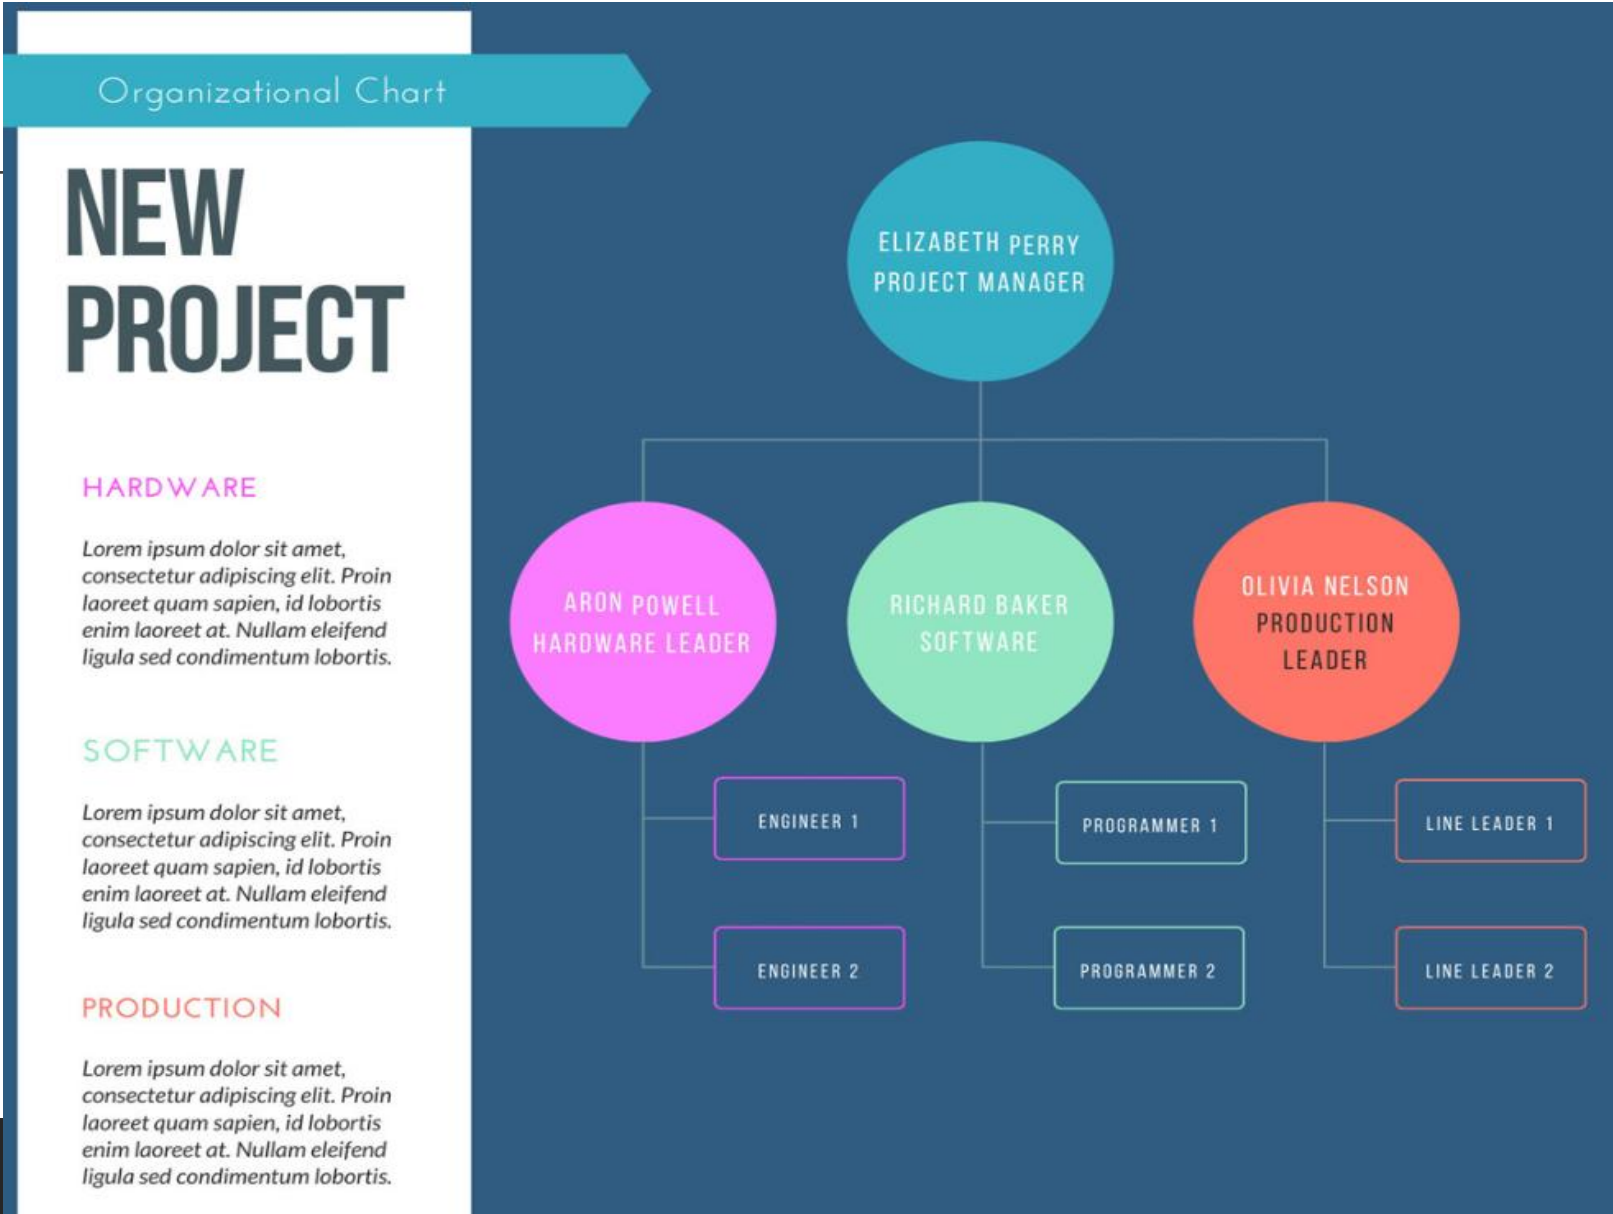 Organizational Chart
NEW
PROJECT
HARDWARE
Lorem ipsum dolor sit amet,
consectetur adipiscing elit. Proin
laoreet quam sapien, id lobortis
enim laoreet at. Nullam eleifend
ligula sed condimentum lobortis.
SOFTWARE
Lorem ipsum dolor sit amet,
consectetur adipiscing elit. Proin
laoreet quam sapien, id lobortis
enim laoreet at. Nullam eleifend
ligula sed condimentum lobortis.
PRODUCTION
Lorem ipsum dolor sit amet,
consectetur adipiscing elit. Proin
laoreet quam sapien, id lobortis
enim laoreet at. Nullam eleifend
ligula sed condimentum lobortis.
ELIZABETH PERRY
PROJECT MANAGER
ARON POWELL
HARDWARE LEADER
RICHARD BAKER
SOFTWARE
OLIVIA NELSON
PRODUCTION
LEADER
ENGINEER 1
ENGINEER 2
PROGRAMMER 1
PROGRAMMER 2
LINE LEADER 1
LINE LEADER 2